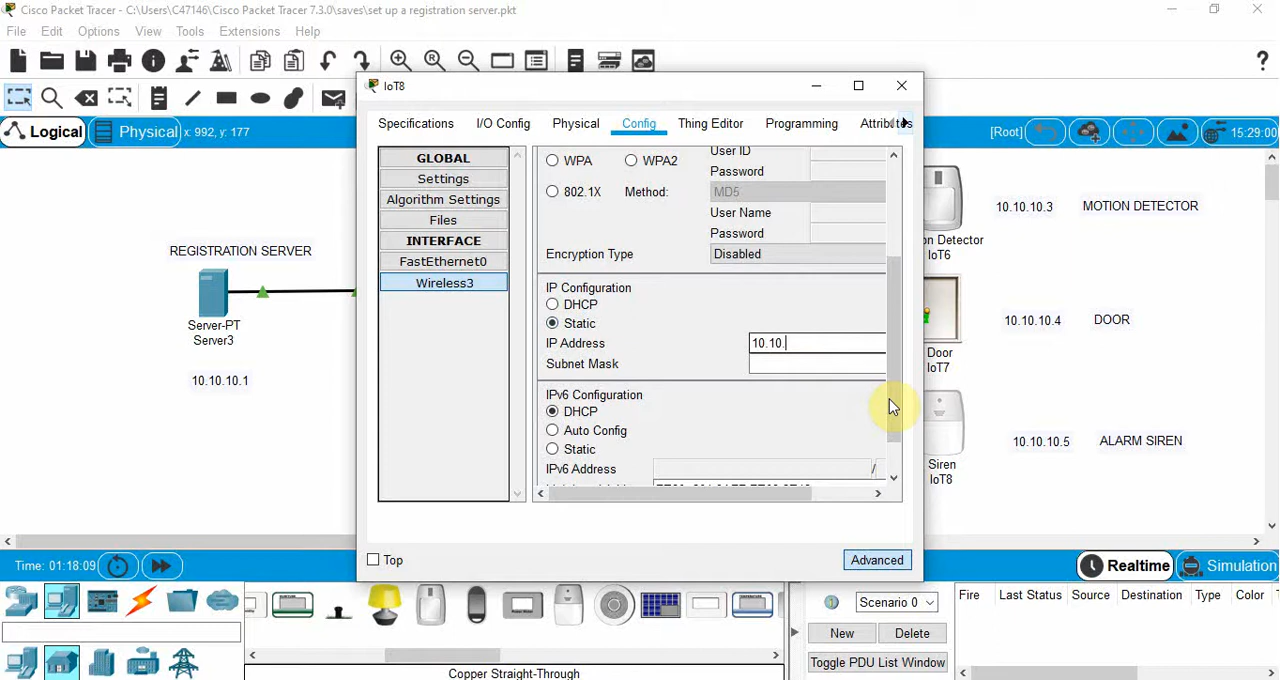 Cisco Packet Tracer - C:\Users\C47146\Cisco Packet Tracer 7.3.0\saves\set up a registration server.pkt
File Edit Options View Tools Extensions Help
Logical Physical x: 992, y: 177
[Root] 15:29:00
IoT8
Specifications I/O Config Physical Config Thing Editor Programming Attributes
GLOBAL
Settings
Algorithm Settings
Files
INTERFACE
FastEthernet0
Wireless3
WPA WPA2
User ID
Password
802.1X Method: MD5
User Name
Password
Encryption Type Disabled
IP Configuration
DHCP
Static
IP Address 10.10.
Subnet Mask
IPv6 Configuration
DHCP
Auto Config
Static
IPv6 Address /
Top Advanced
REGISTRATION SERVER
Server-PT
Server3
10.10.10.1
10.10.10.3 MOTION DETECTOR
n Detector
IoT6
10.10.10.4 DOOR
Door
IoT7
10.10.10.5 ALARM SIREN
Siren
IoT8
Time: 01:18:09
Realtime Simulation
Scenario 0
New Delete
Toggle PDU List Window
Fire Last Status Source Destination Type Color
Copper Straight-Through